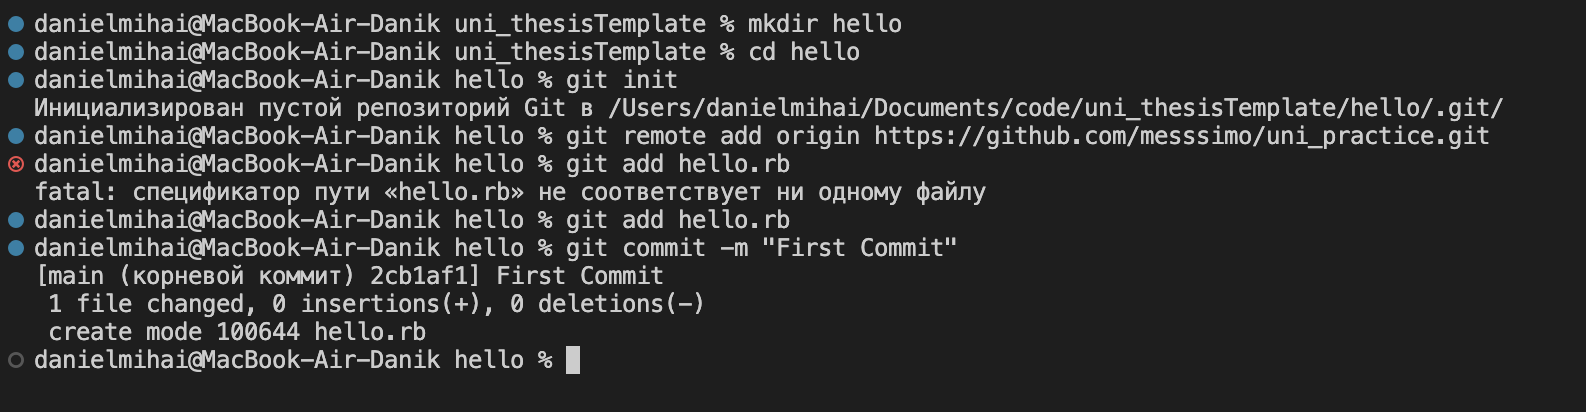 danielmihai@MacBook-Air-Danik uni_thesisTemplate % mkdir hello
danielmihai@MacBook-Air-Danik uni_thesisTemplate % cd hello
danielmihai@MacBook-Air-Danik hello % git init
Инициализирован пустой репозиторий Git в /Users/danielmihai/Documents/code/uni_thesisTemplate/hello/.git/
danielmihai@MacBook-Air-Danik hello % git remote add origin https://github.com/messsimo/uni_practice.git
danielmihai@MacBook-Air-Danik hello % git add hello.rb
fatal: спецификатор пути «hello.rb» не соответствует ни одному файлу
danielmihai@MacBook-Air-Danik hello % git add hello.rb
danielmihai@MacBook-Air-Danik hello % git commit -m "First Commit"
[main (корневой коммит) 2cb1af1] First Commit
 1 file changed, 0 insertions(+), 0 deletions(-)
 create mode 100644 hello.rb
danielmihai@MacBook-Air-Danik hello %